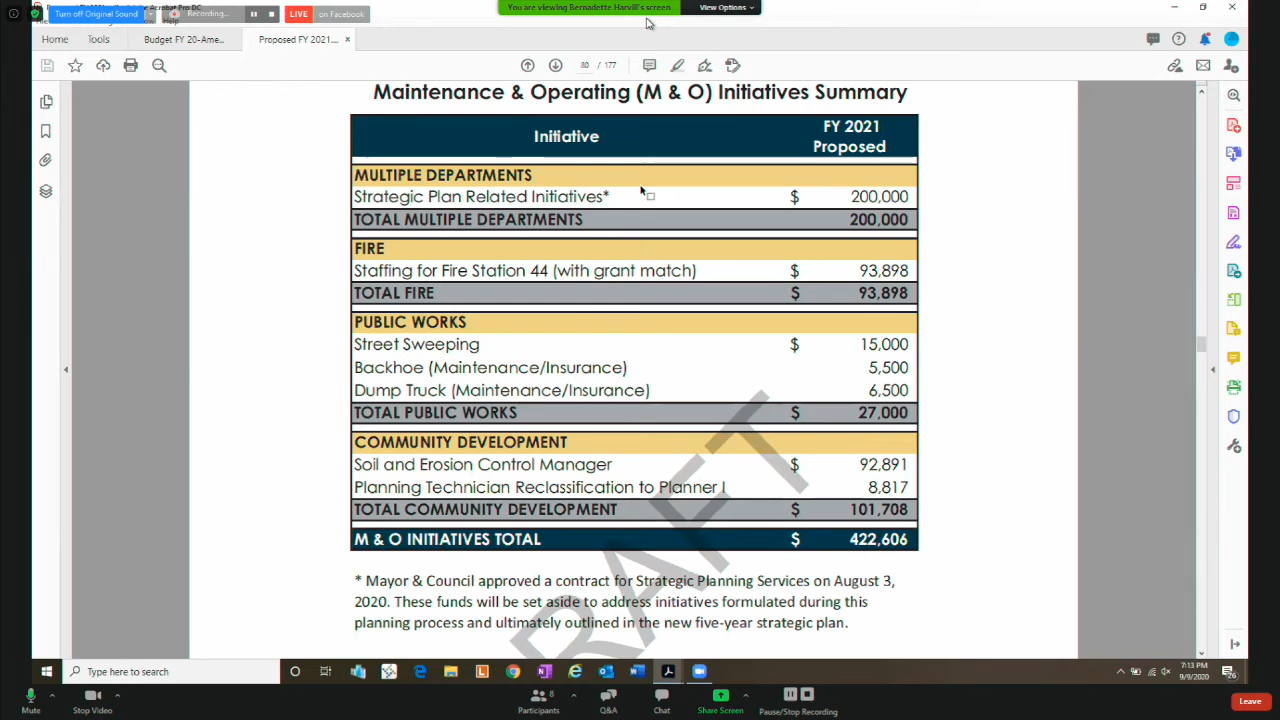 Turn off Original Sound
Recording...
LIVE on Facebook
You are viewing Bernadette Harvill's screen
View Options
Acrobat Pro DC
Help
Home Tools Budget FY 20-Ame... Proposed FY 2021.... ×
80 / 177
Maintenance & Operating (M & O) Initiatives Summary
Initiative FY 2021 Proposed
MULTIPLE DEPARTMENTS
Strategic Plan Related Initiatives* $ 200,000
TOTAL MULTIPLE DEPARTMENTS 200,000
FIRE
Staffing for Fire Station 44 (with grant match) $ 93,898
TOTAL FIRE $ 93,898
PUBLIC WORKS
Street Sweeping $ 15,000
Backhoe (Maintenance/Insurance) 5,500
Dump Truck (Maintenance/Insurance) 6,500
TOTAL PUBLIC WORKS $ 27,000
COMMUNITY DEVELOPMENT
Soil and Erosion Control Manager $ 92,891
Planning Technician Reclassification to Planner I 8,817
TOTAL COMMUNITY DEVELOPMENT $ 101,708
M & O INITIATIVES TOTAL $ 422,606
* Mayor & Council approved a contract for Strategic Planning Services on August 3,
2020. These funds will be set aside to address initiatives formulated during this
planning process and ultimately outlined in the new five-year strategic plan.
RAFT
Type here to search
7:13 PM
9/9/2020
26
Mute Stop Video Participants 8 Q&A Chat Share Screen Pause/Stop Recording Leave